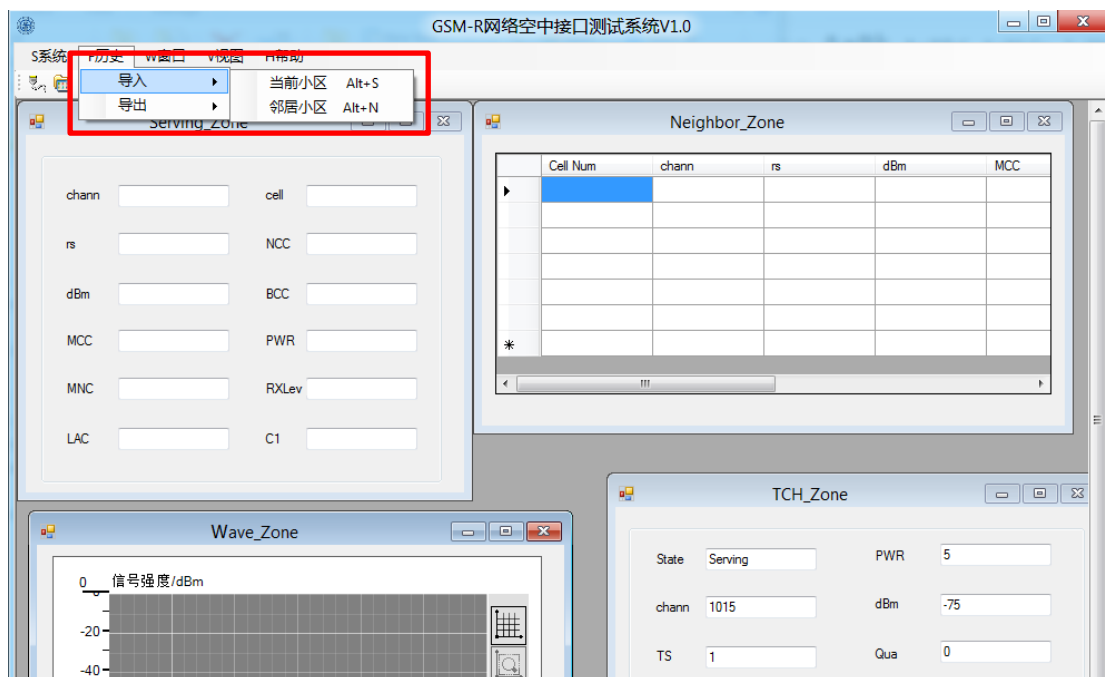 GSM-R网络空中接口测试系统V1.0
S系统 F历史 W窗口 V视图 H帮助
导入 当前小区 Alt+S
导出 邻居小区 Alt+N
Serving_Zone
Neighbor_Zone
Cell Num chann rs dBm MCC
chann cell
rs NCC
dBm BCC
MCC PWR
MNC RXLev
LAC C1
TCH_Zone
State Serving PWR 5
chann 1015 dBm -75
TS 1 Qua 0
Wave_Zone
0 信号强度/dBm
-20
-40